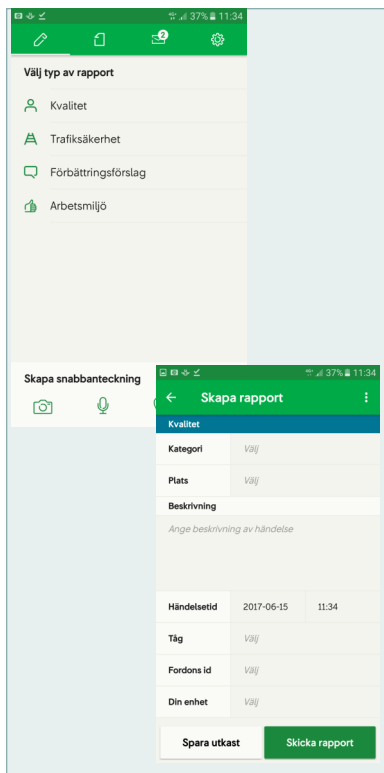 37% 11:34
2
Välj typ av rapport
Kvalitet
Trafiksäkerhet
Förbättringsförslag
Arbetsmiljö
Skapa snabbanteckning
37% 11:34
Skapa rapport
Kvalitet
Kategori Välj
Plats Välj
Beskrivning
Ange beskrivning av händelse
Händelsetid 2017-06-15 11:34
Tåg Välj
Fordons id Välj
Din enhet Välj
Spara utkast Skicka rapport